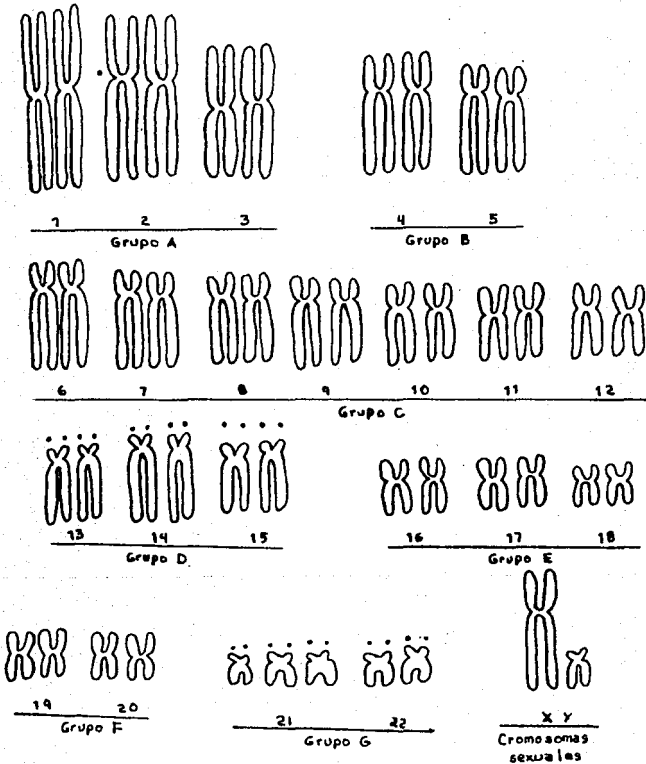 1 2 3 4 5
Grupo A Grupo B
6 7 8 9 10 11 12
Grupo C
13 14 15 16 17 18
Grupo D. Grupo E
19 20 21 22 X Y
Grupo F Grupo G Cromosomas
sexuales